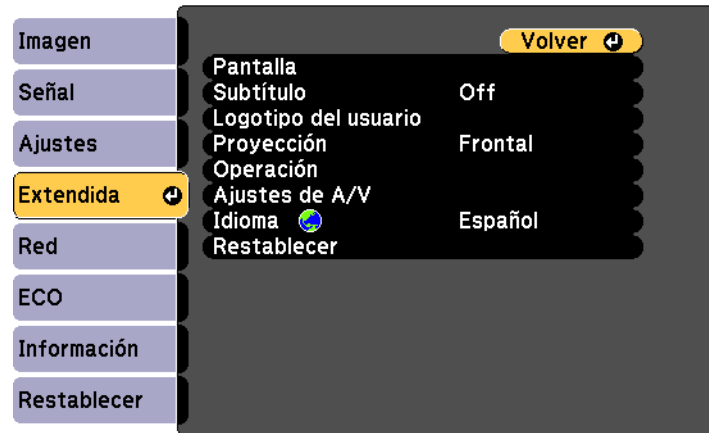 Imagen
Señal
Ajustes
Extendida
Red
ECO
Información
Restablecer
Volver
Pantalla
Subtítulo Off
Logotipo del usuario
Proyección Frontal
Operación
Ajustes de A/V
Idioma Español
Restablecer